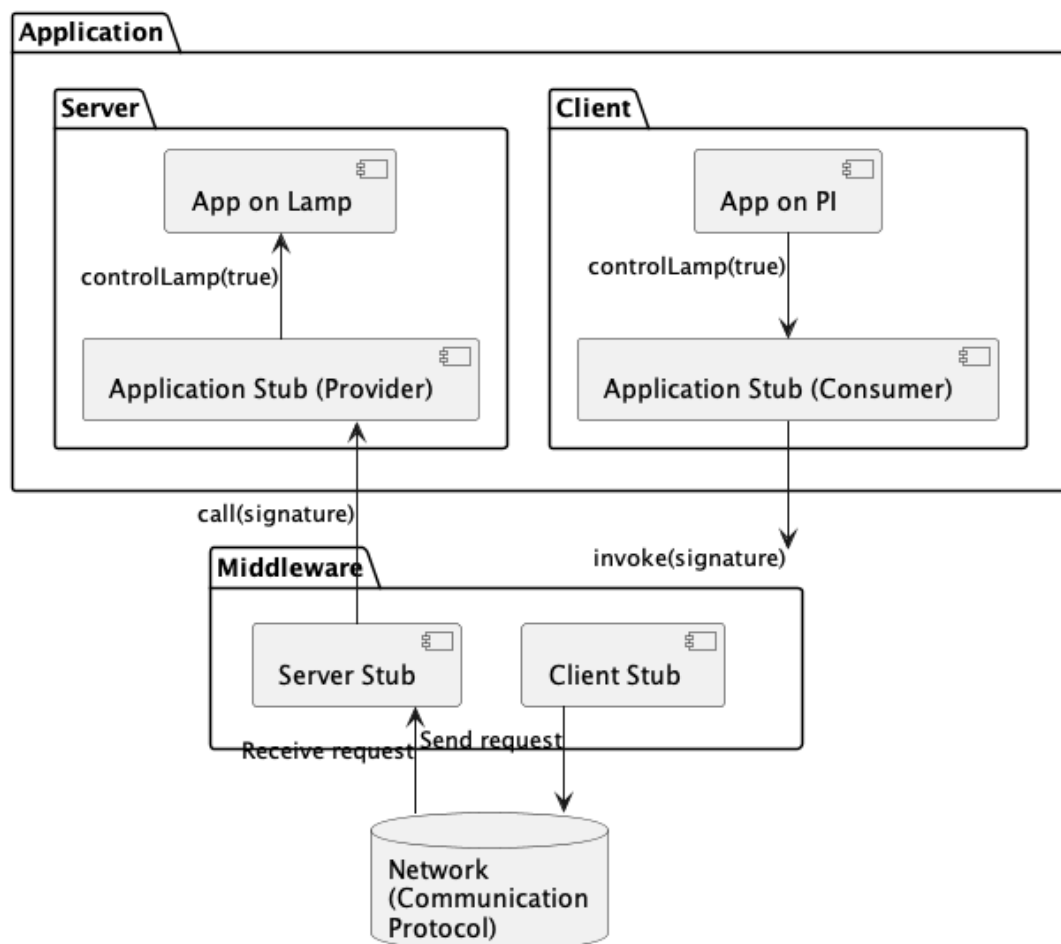 Application
Server
Client
App on Lamp
App on PI
controlLamp(true)
controlLamp(true)
Application Stub (Provider)
Application Stub (Consumer)
call(signature)
invoke(signature)
Middleware
Server Stub
Client Stub
Receive request
Send request
Network
(Communication
Protocol)